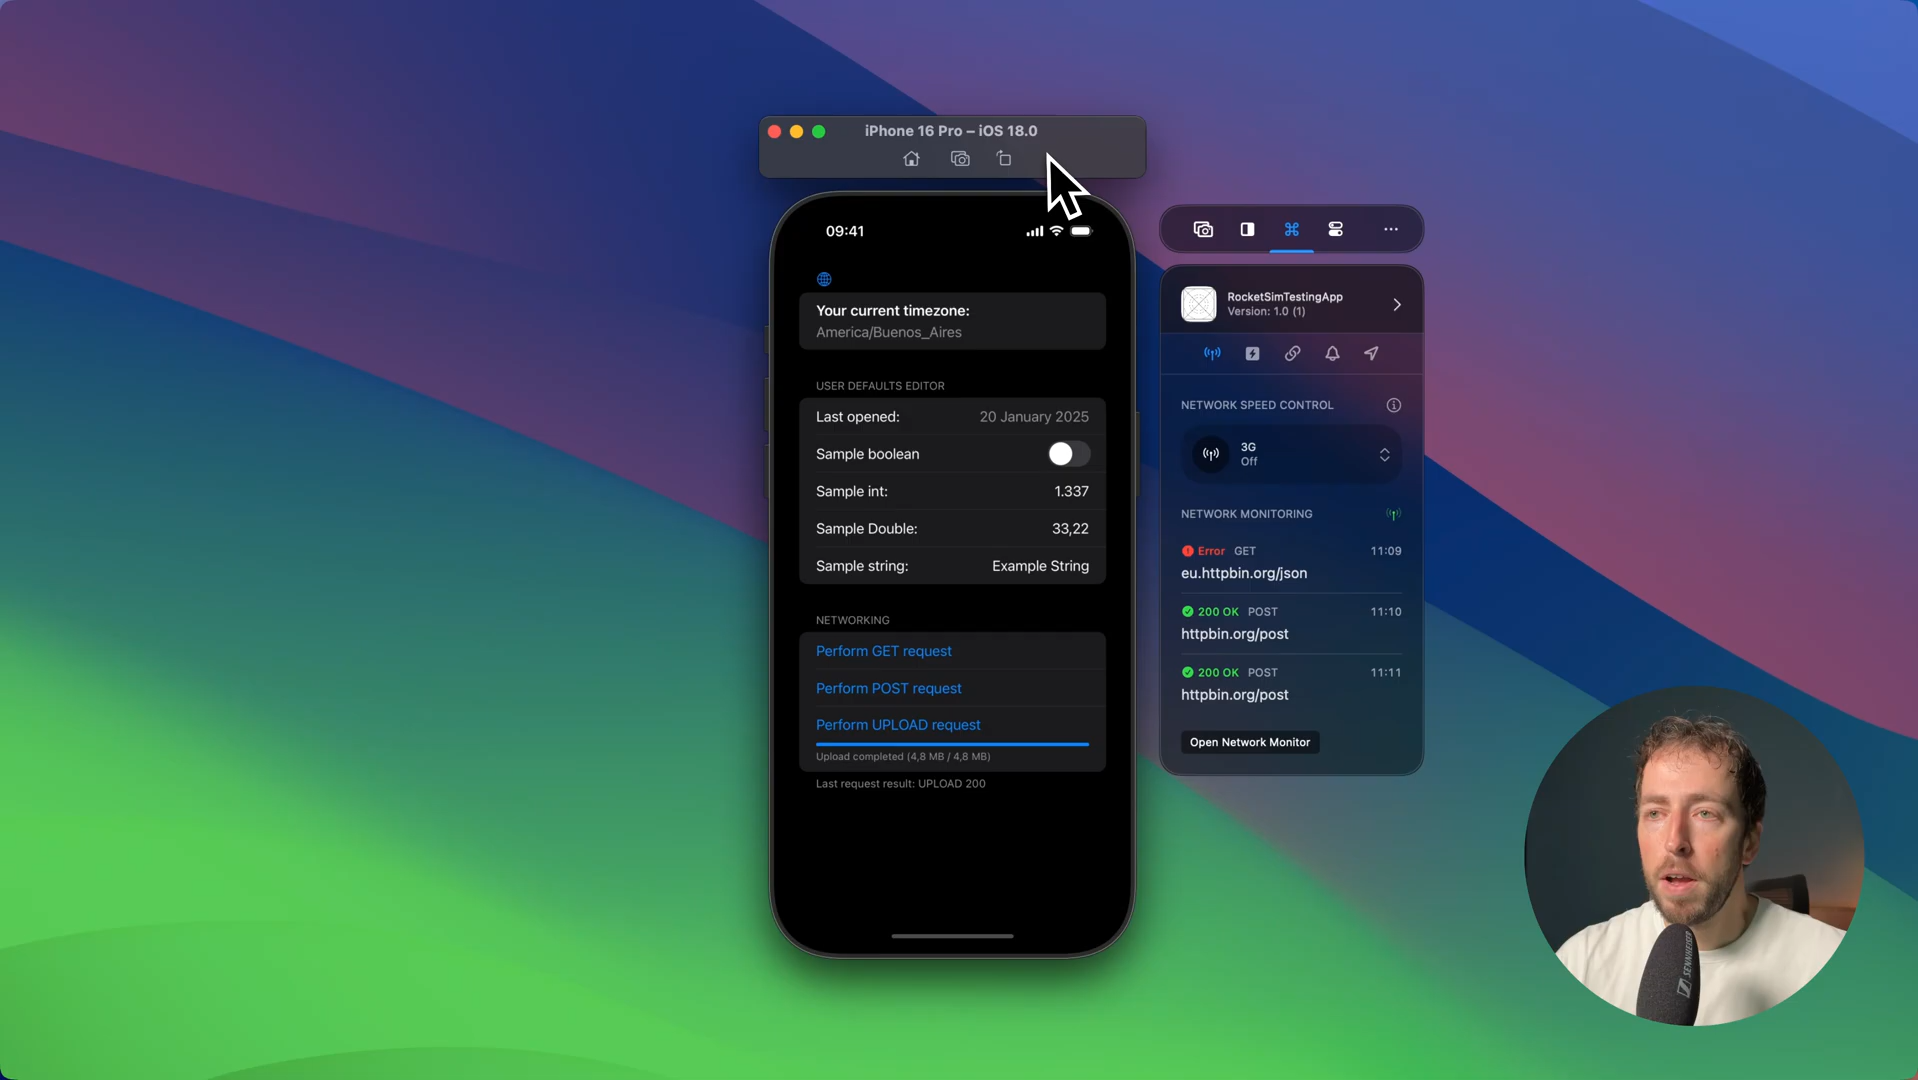 iPhone 16 Pro – iOS 18.0
09:41
Your current timezone:
America/Buenos_Aires
USER DEFAULTS EDITOR
Last opened: 20 January 2025
Sample boolean
Sample int: 1.337
Sample Double: 33,22
Sample string: Example String
NETWORKING
Perform GET request
Perform POST request
Perform UPLOAD request
Upload completed (4,8 MB / 4,8 MB)
Last request result: UPLOAD 200
RocketSimTestingApp
Version: 1.0 (1)
NETWORK SPEED CONTROL
3G
Off
NETWORK MONITORING
Error GET 11:09
eu.httpbin.org/json
200 OK POST 11:10
httpbin.org/post
200 OK POST 11:11
httpbin.org/post
Open Network Monitor
SENNHEISER